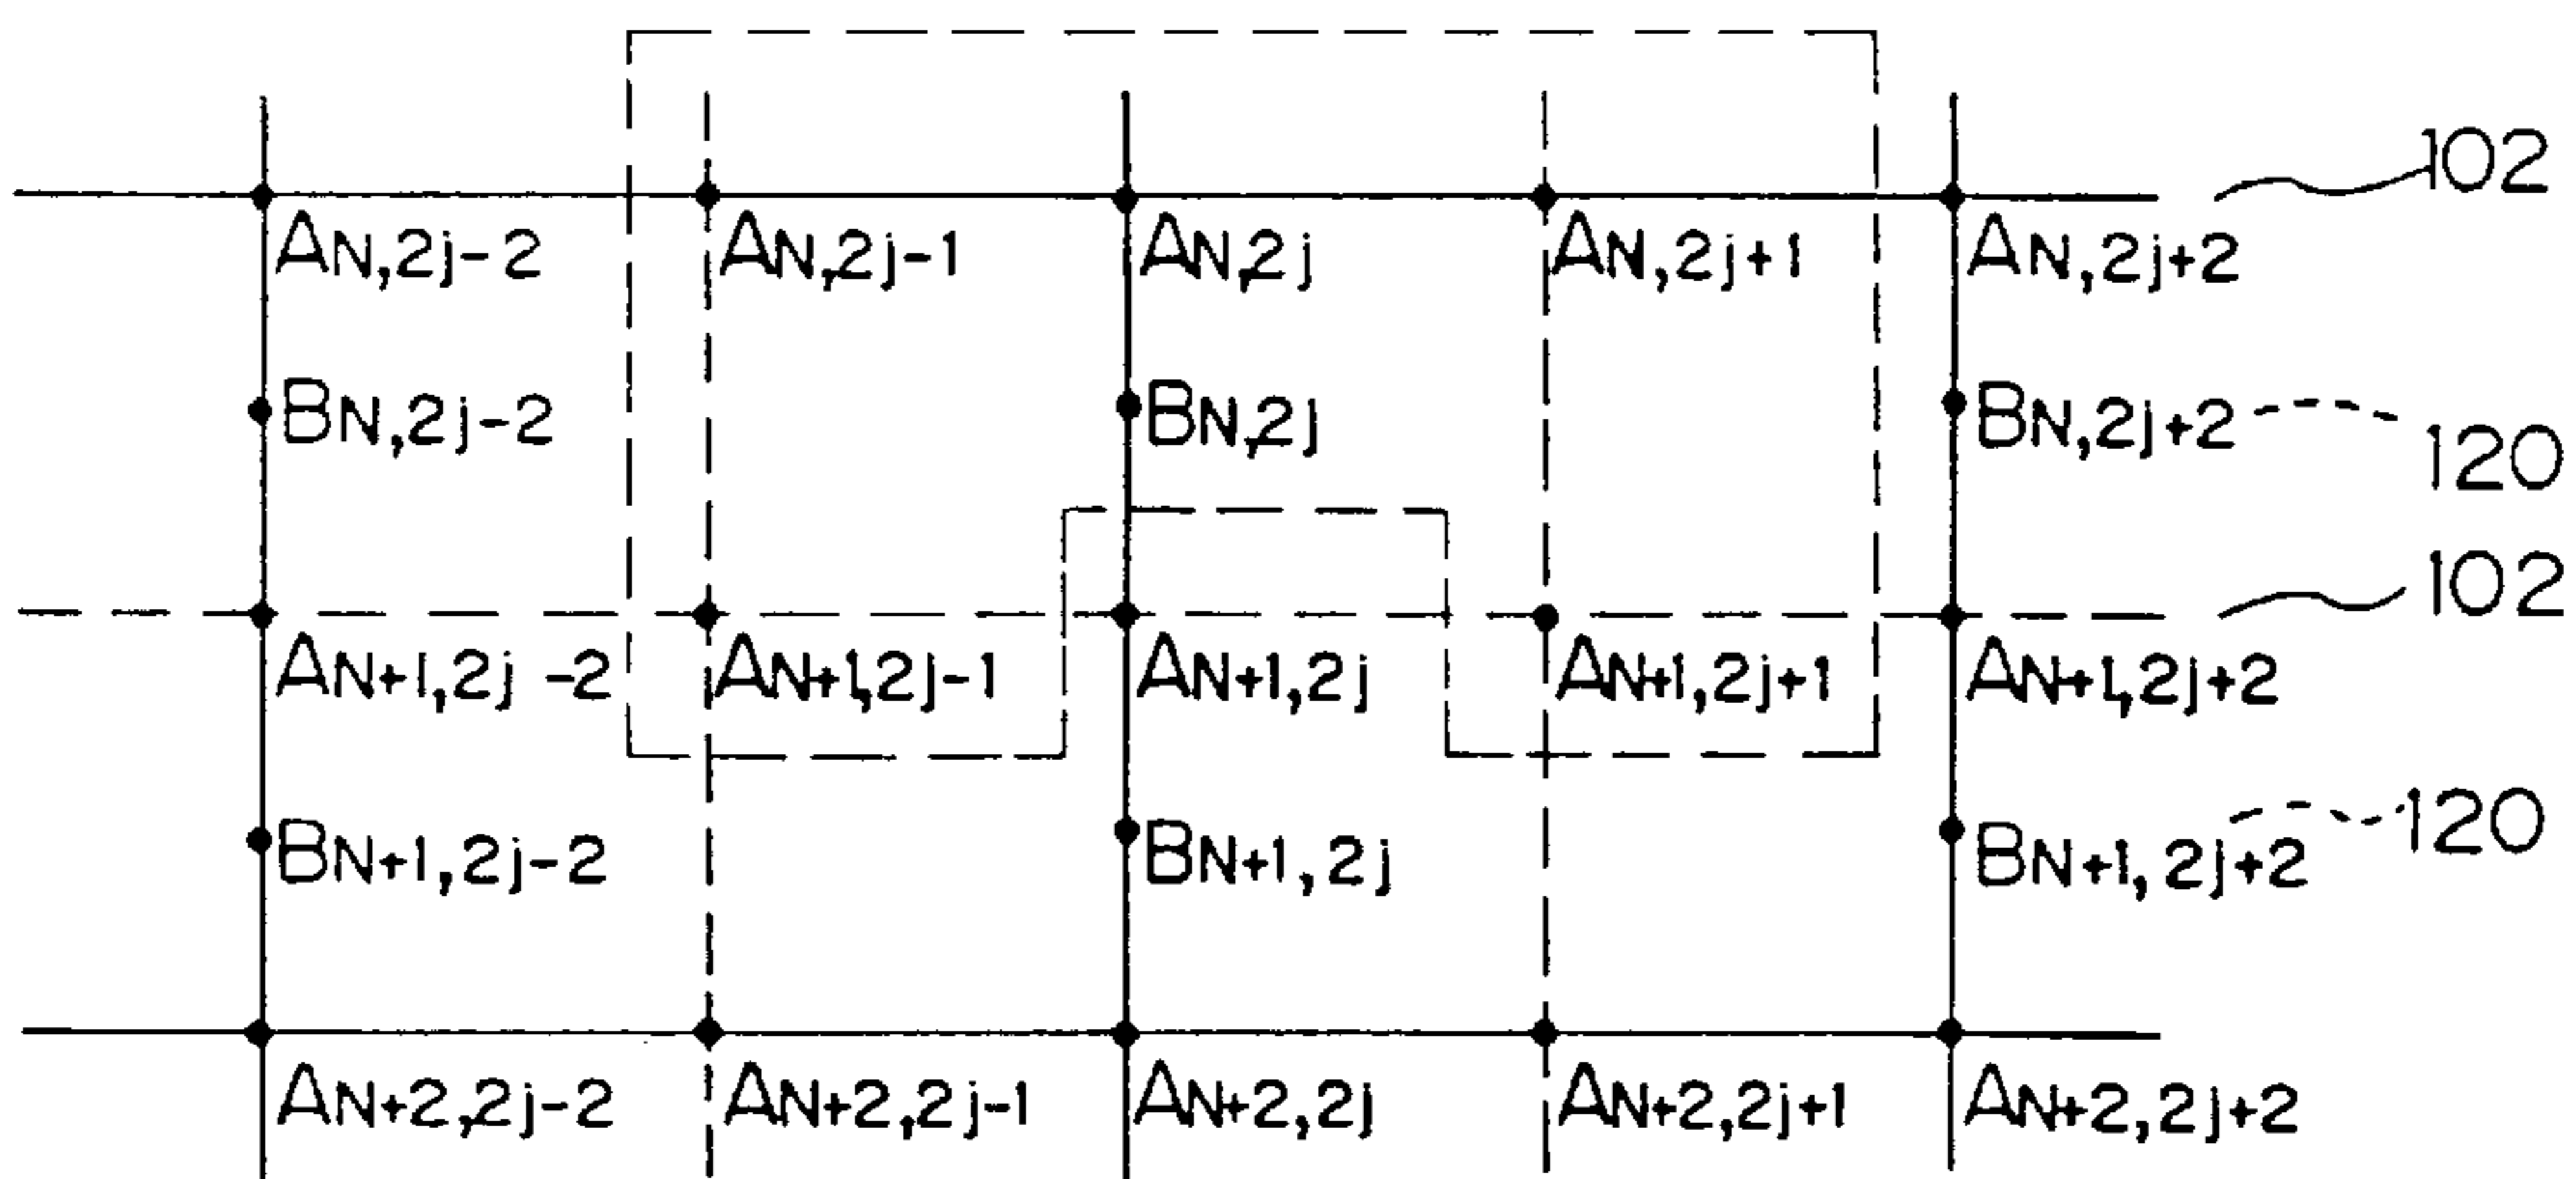 102
AN,2j-2 AN,2j-1 AN,2j AN,2j+1 AN,2j+2
BN,2j-2 BN,2j BN,2j+2 120
102
AN+1,2j-2 AN+1,2j-1 AN+1,2j AN+1,2j+1 AN+1,2j+2
BN+1,2j-2 BN+1,2j BN+1,2j+2 120
AN+2,2j-2 AN+2,2j-1 AN+2,2j AN+2,2j+1 AN+2,2j+2